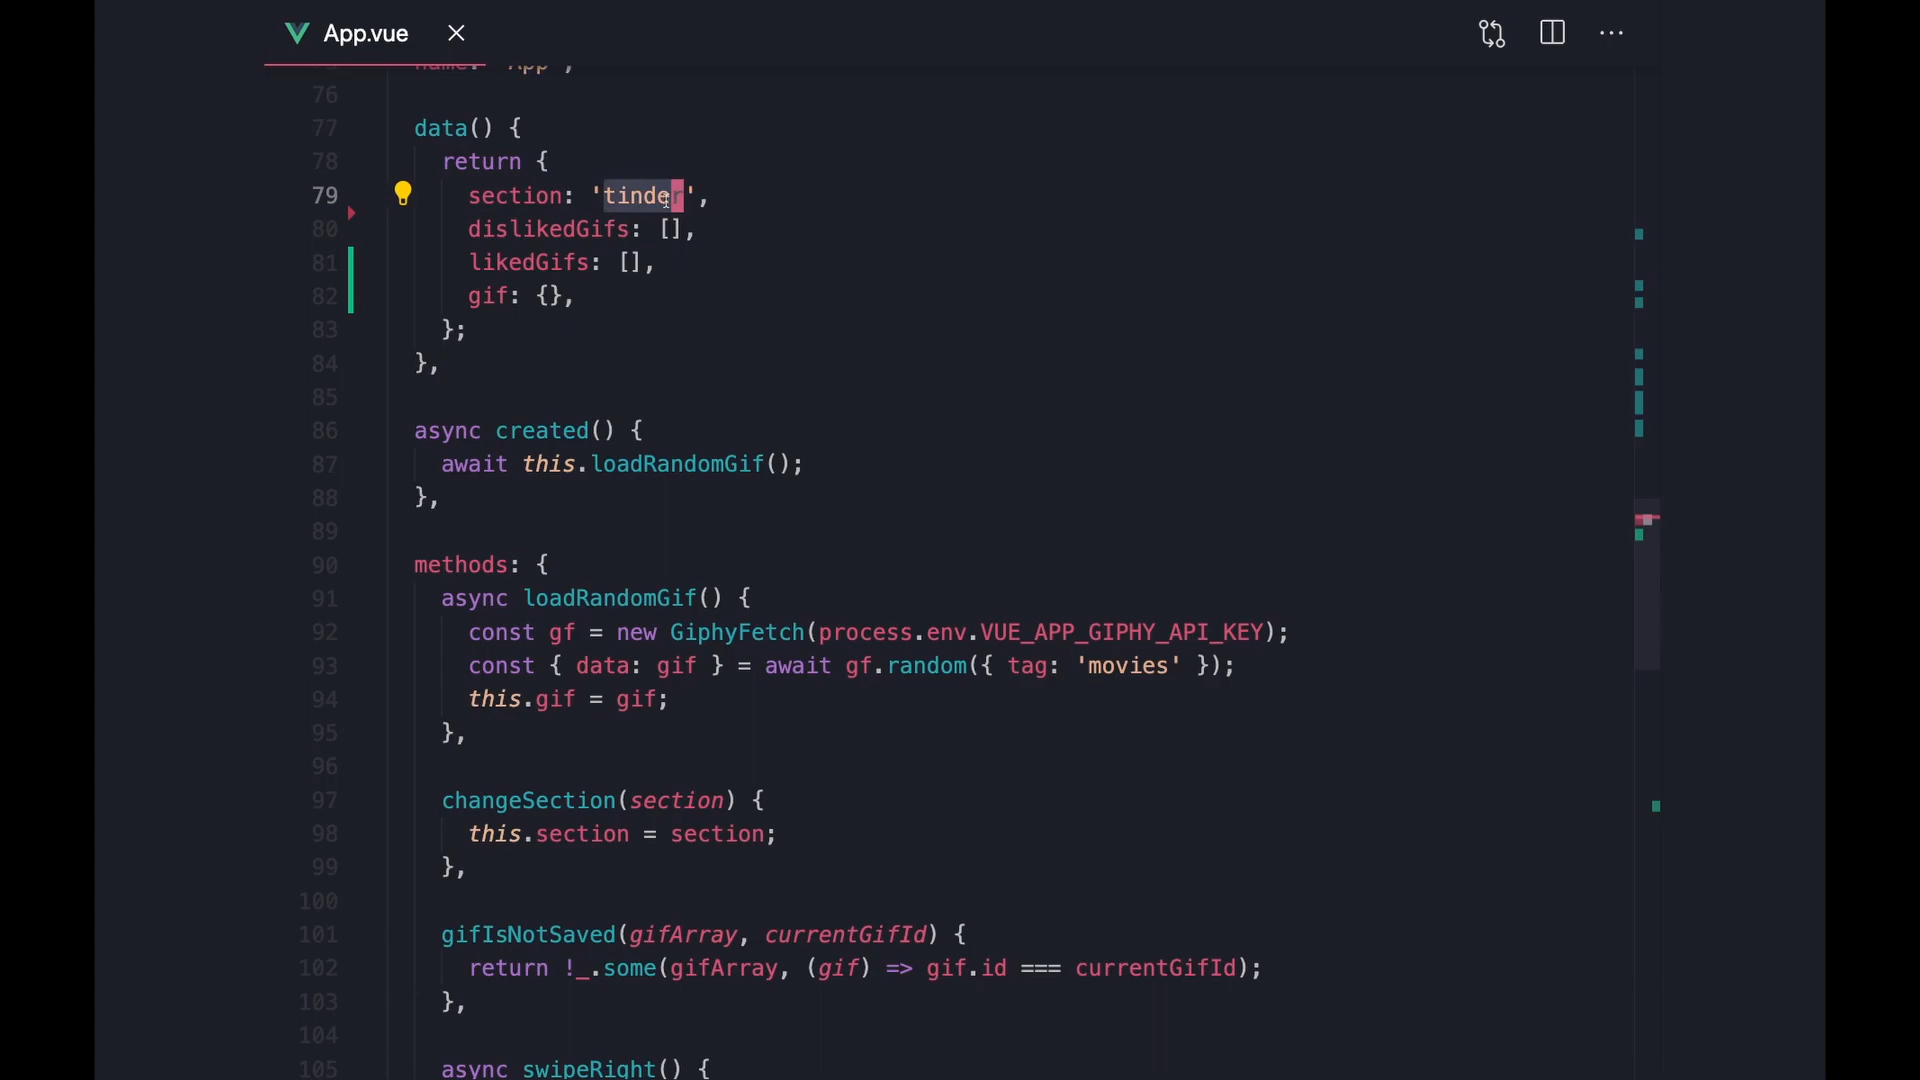 App.vue
name: 'App',
76
77 data() {
78 return {
79 section: 'tinder',
80 dislikedGifs: [],
81 likedGifs: [],
82 gif: {},
83 };
84 },
85
86 async created() {
87 await this.loadRandomGif();
88 },
89
90 methods: {
91 async loadRandomGif() {
92 const gf = new GiphyFetch(process.env.VUE_APP_GIPHY_API_KEY);
93 const { data: gif } = await gf.random({ tag: 'movies' });
94 this.gif = gif;
95 },
96
97 changeSection(section) {
98 this.section = section;
99 },
100
101 gifIsNotSaved(gifArray, currentGifId) {
102 return !_.some(gifArray, (gif) => gif.id === currentGifId);
103 },
104
105 async swipeRight() {